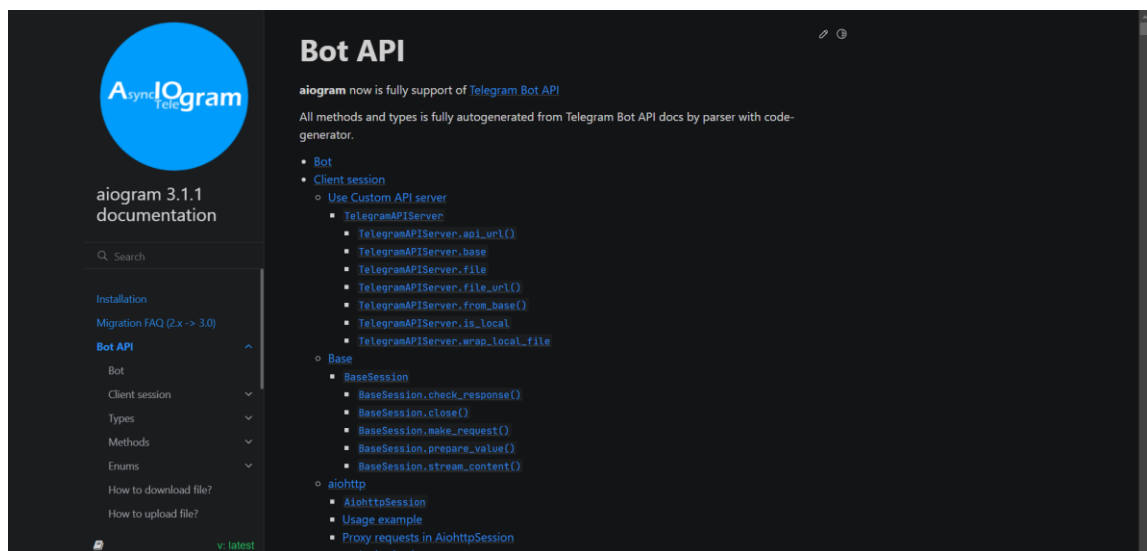 AsyncIOgram
Tele
aiogram 3.1.1
documentation
Search
Installation
Migration FAQ (2.x -> 3.0)
Bot API
Bot
Client session
Types
Methods
Enums
How to download file?
How to upload file?
v: latest
Bot API
aiogram now is fully support of Telegram Bot API
All methods and types is fully autogenerated from Telegram Bot API docs by parser with code-
generator.
Bot
Client session
Use Custom API server
TelegramAPIServer
TelegramAPIServer.api_url()
TelegramAPIServer.base
TelegramAPIServer.file
TelegramAPIServer.file_url()
TelegramAPIServer.from_base()
TelegramAPIServer.is_local
TelegramAPIServer.wrap_local_file
Base
BaseSession
BaseSession.check_response()
BaseSession.close()
BaseSession.make_request()
BaseSession.prepare_value()
BaseSession.stream_content()
aiohttp
AiohttpSession
Usage example
Proxy requests in AiohttpSession